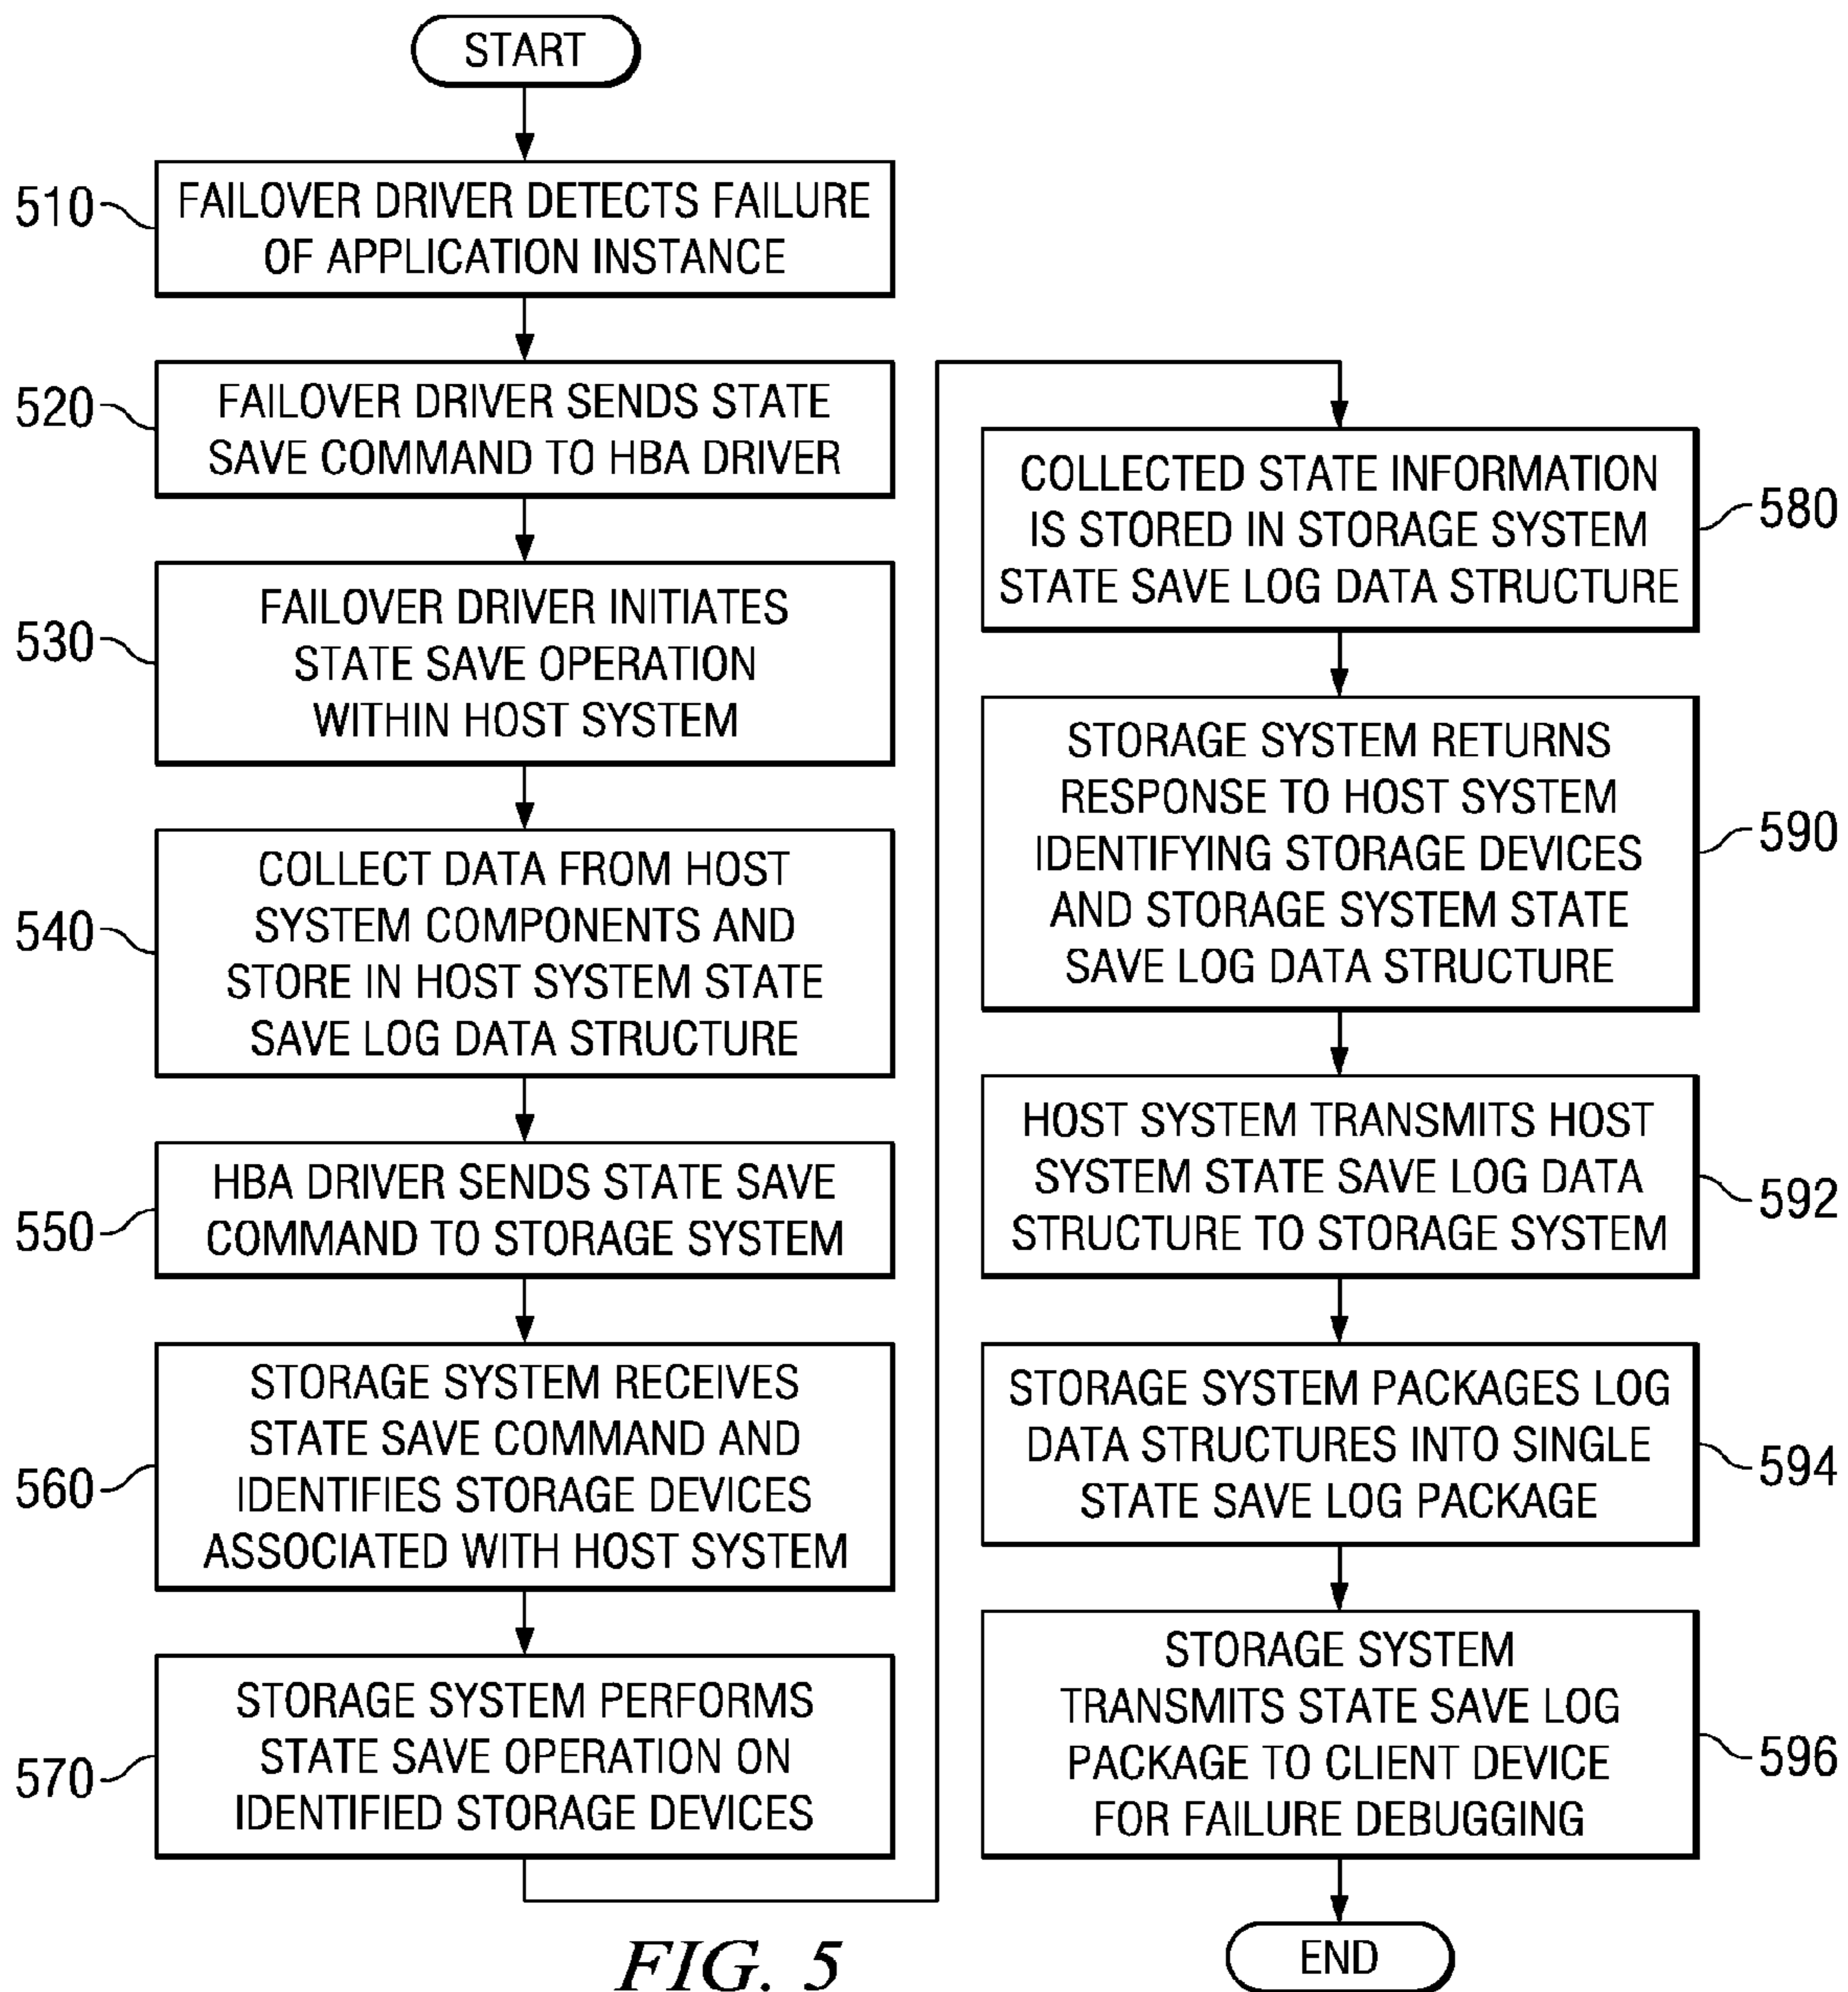 START
510
FAILOVER DRIVER DETECTS FAILURE
OF APPLICATION INSTANCE
520
FAILOVER DRIVER SENDS STATE
SAVE COMMAND TO HBA DRIVER
530
FAILOVER DRIVER INITIATES
STATE SAVE OPERATION
WITHIN HOST SYSTEM
540
COLLECT DATA FROM HOST
SYSTEM COMPONENTS AND
STORE IN HOST SYSTEM STATE
SAVE LOG DATA STRUCTURE
550
HBA DRIVER SENDS STATE SAVE
COMMAND TO STORAGE SYSTEM
560
STORAGE SYSTEM RECEIVES
STATE SAVE COMMAND AND
IDENTIFIES STORAGE DEVICES
ASSOCIATED WITH HOST SYSTEM
570
STORAGE SYSTEM PERFORMS
STATE SAVE OPERATION ON
IDENTIFIED STORAGE DEVICES
COLLECTED STATE INFORMATION
IS STORED IN STORAGE SYSTEM
STATE SAVE LOG DATA STRUCTURE
580
STORAGE SYSTEM RETURNS
RESPONSE TO HOST SYSTEM
IDENTIFYING STORAGE DEVICES
AND STORAGE SYSTEM STATE
SAVE LOG DATA STRUCTURE
590
HOST SYSTEM TRANSMITS HOST
SYSTEM STATE SAVE LOG DATA
STRUCTURE TO STORAGE SYSTEM
592
STORAGE SYSTEM PACKAGES LOG
DATA STRUCTURES INTO SINGLE
STATE SAVE LOG PACKAGE
594
STORAGE SYSTEM
TRANSMITS STATE SAVE LOG
PACKAGE TO CLIENT DEVICE
FOR FAILURE DEBUGGING
596
END
FIG. 5